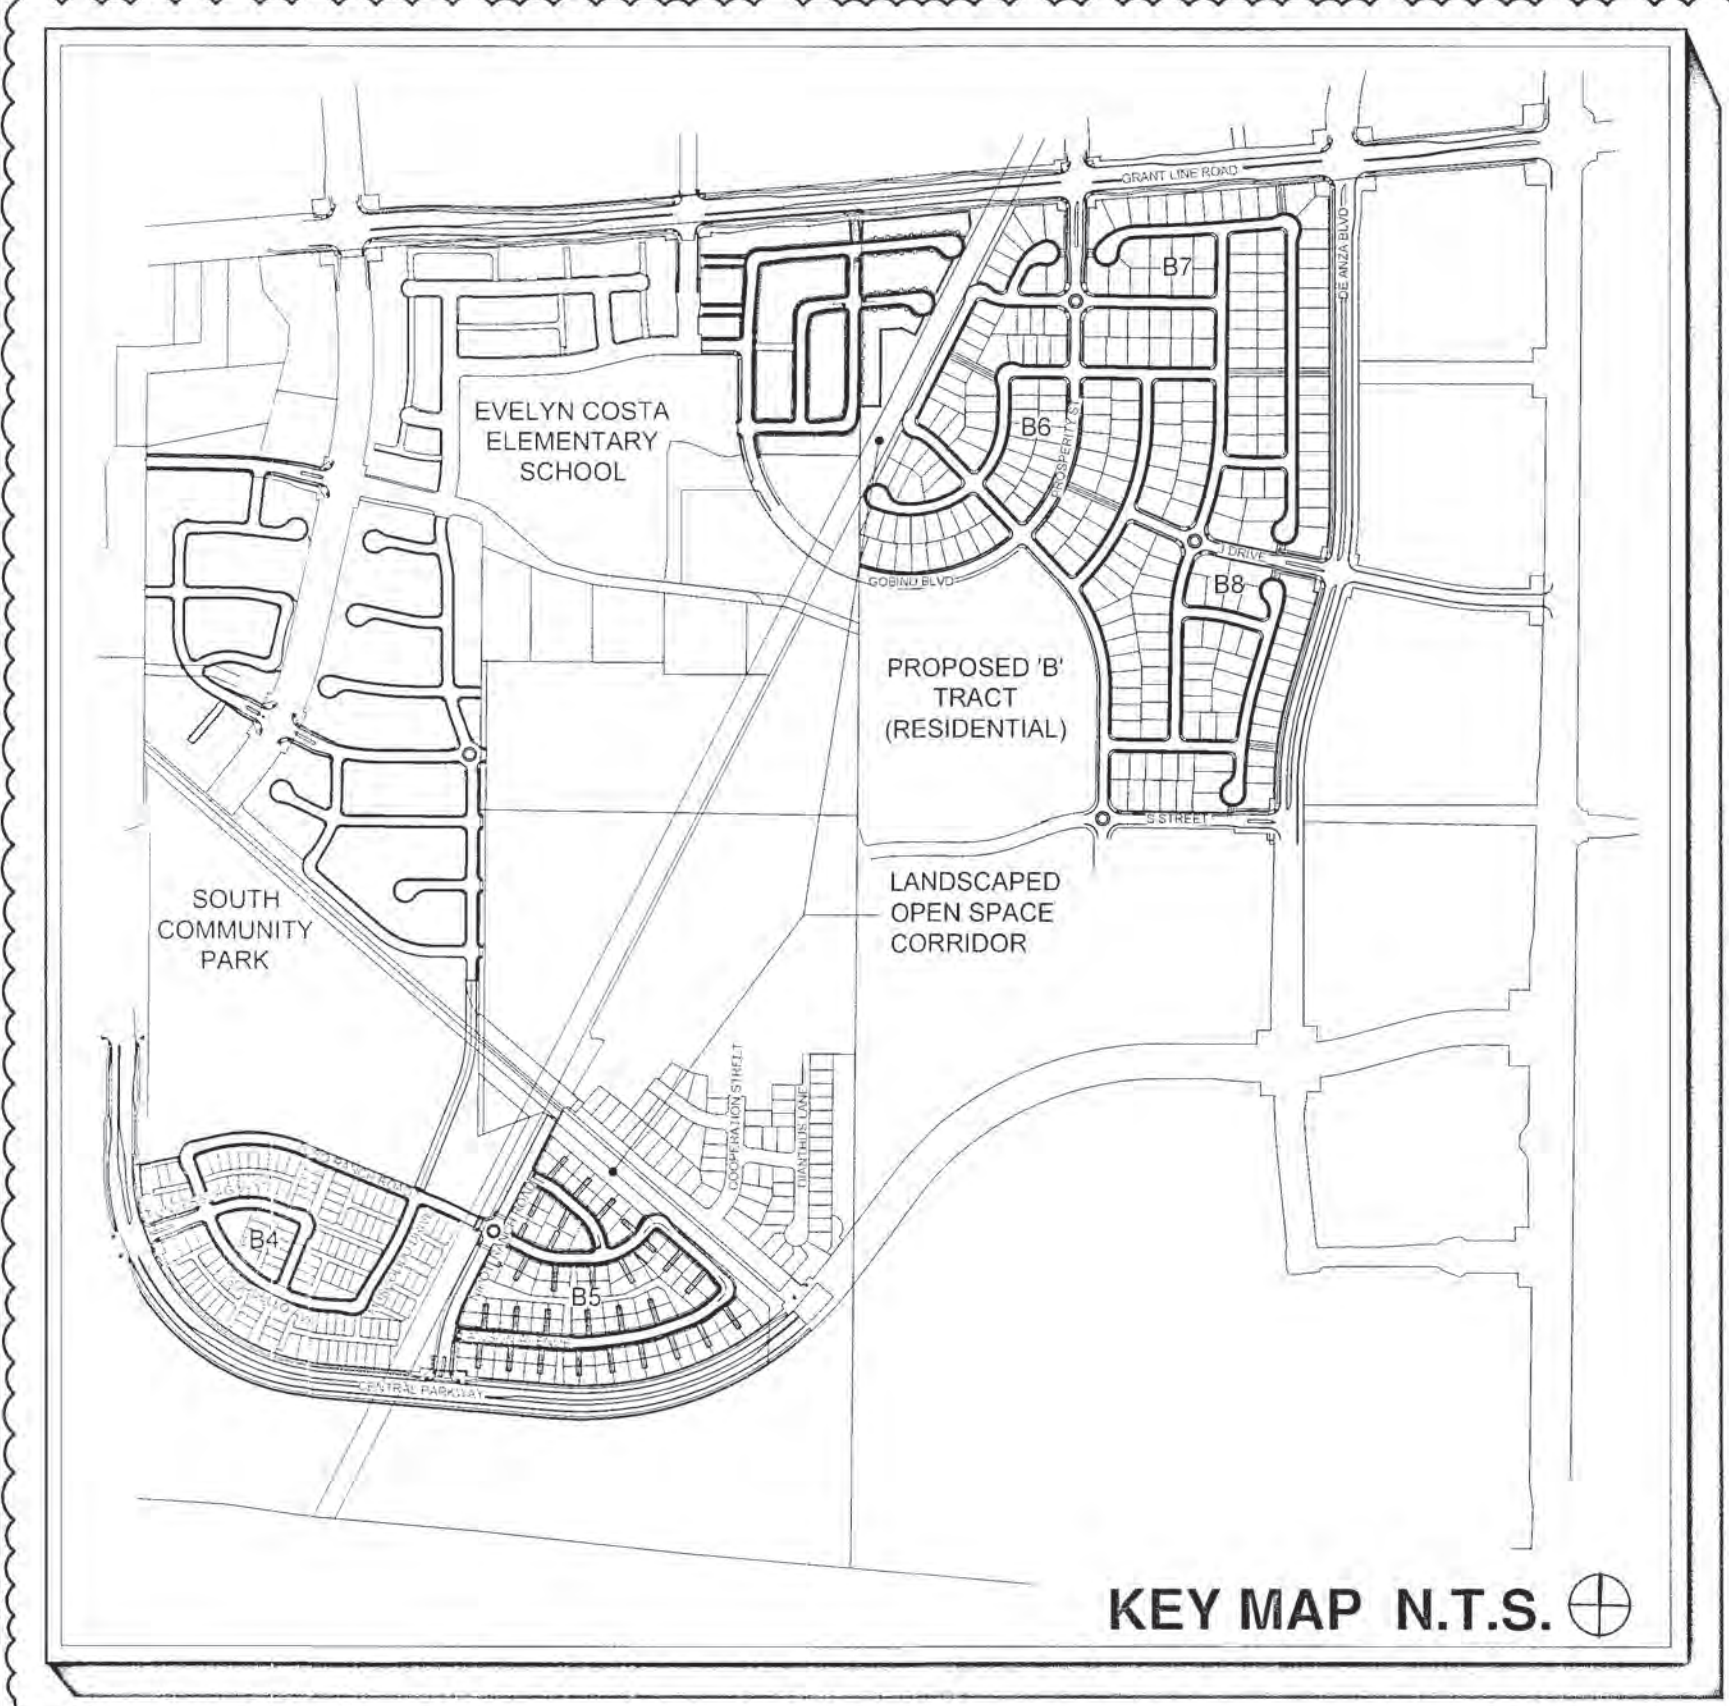 GRANT LINE ROAD
DE ANZA BLVD
B7
EVELYN COSTA
ELEMENTARY
SCHOOL
B6
PROSPERITY ST
J DRIVE
B8
GOBIND BLVD
PROPOSED 'B'
TRACT
(RESIDENTIAL)
S STREET
LANDSCAPED
OPEN SPACE
CORRIDOR
SOUTH
COMMUNITY
PARK
COOPERATION STREET
DIANTHUS LANE
B4
B5
CENTRAL PARKWAY
KEY MAP N.T.S.